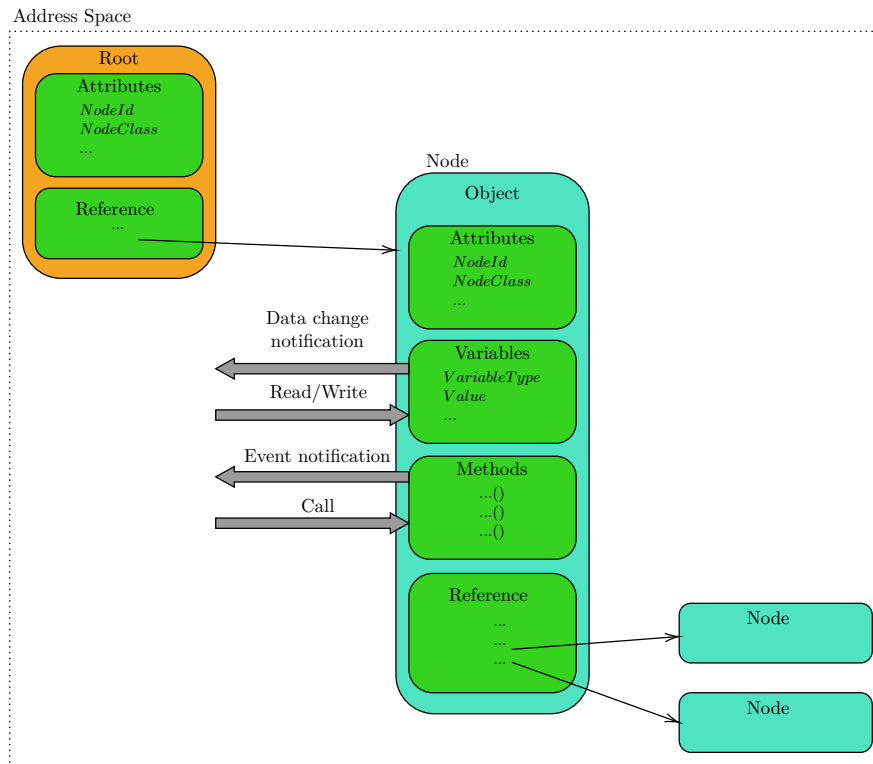 Address Space
Root
Attributes
NodeId
NodeClass
...
Reference
...
Node
Object
Attributes
NodeId
NodeClass
...
Data change
notification
Read/Write
Variables
VariableType
Value
...
Event notification
Call
Methods
...()
...()
...()
Reference
...
...
...
Node
Node